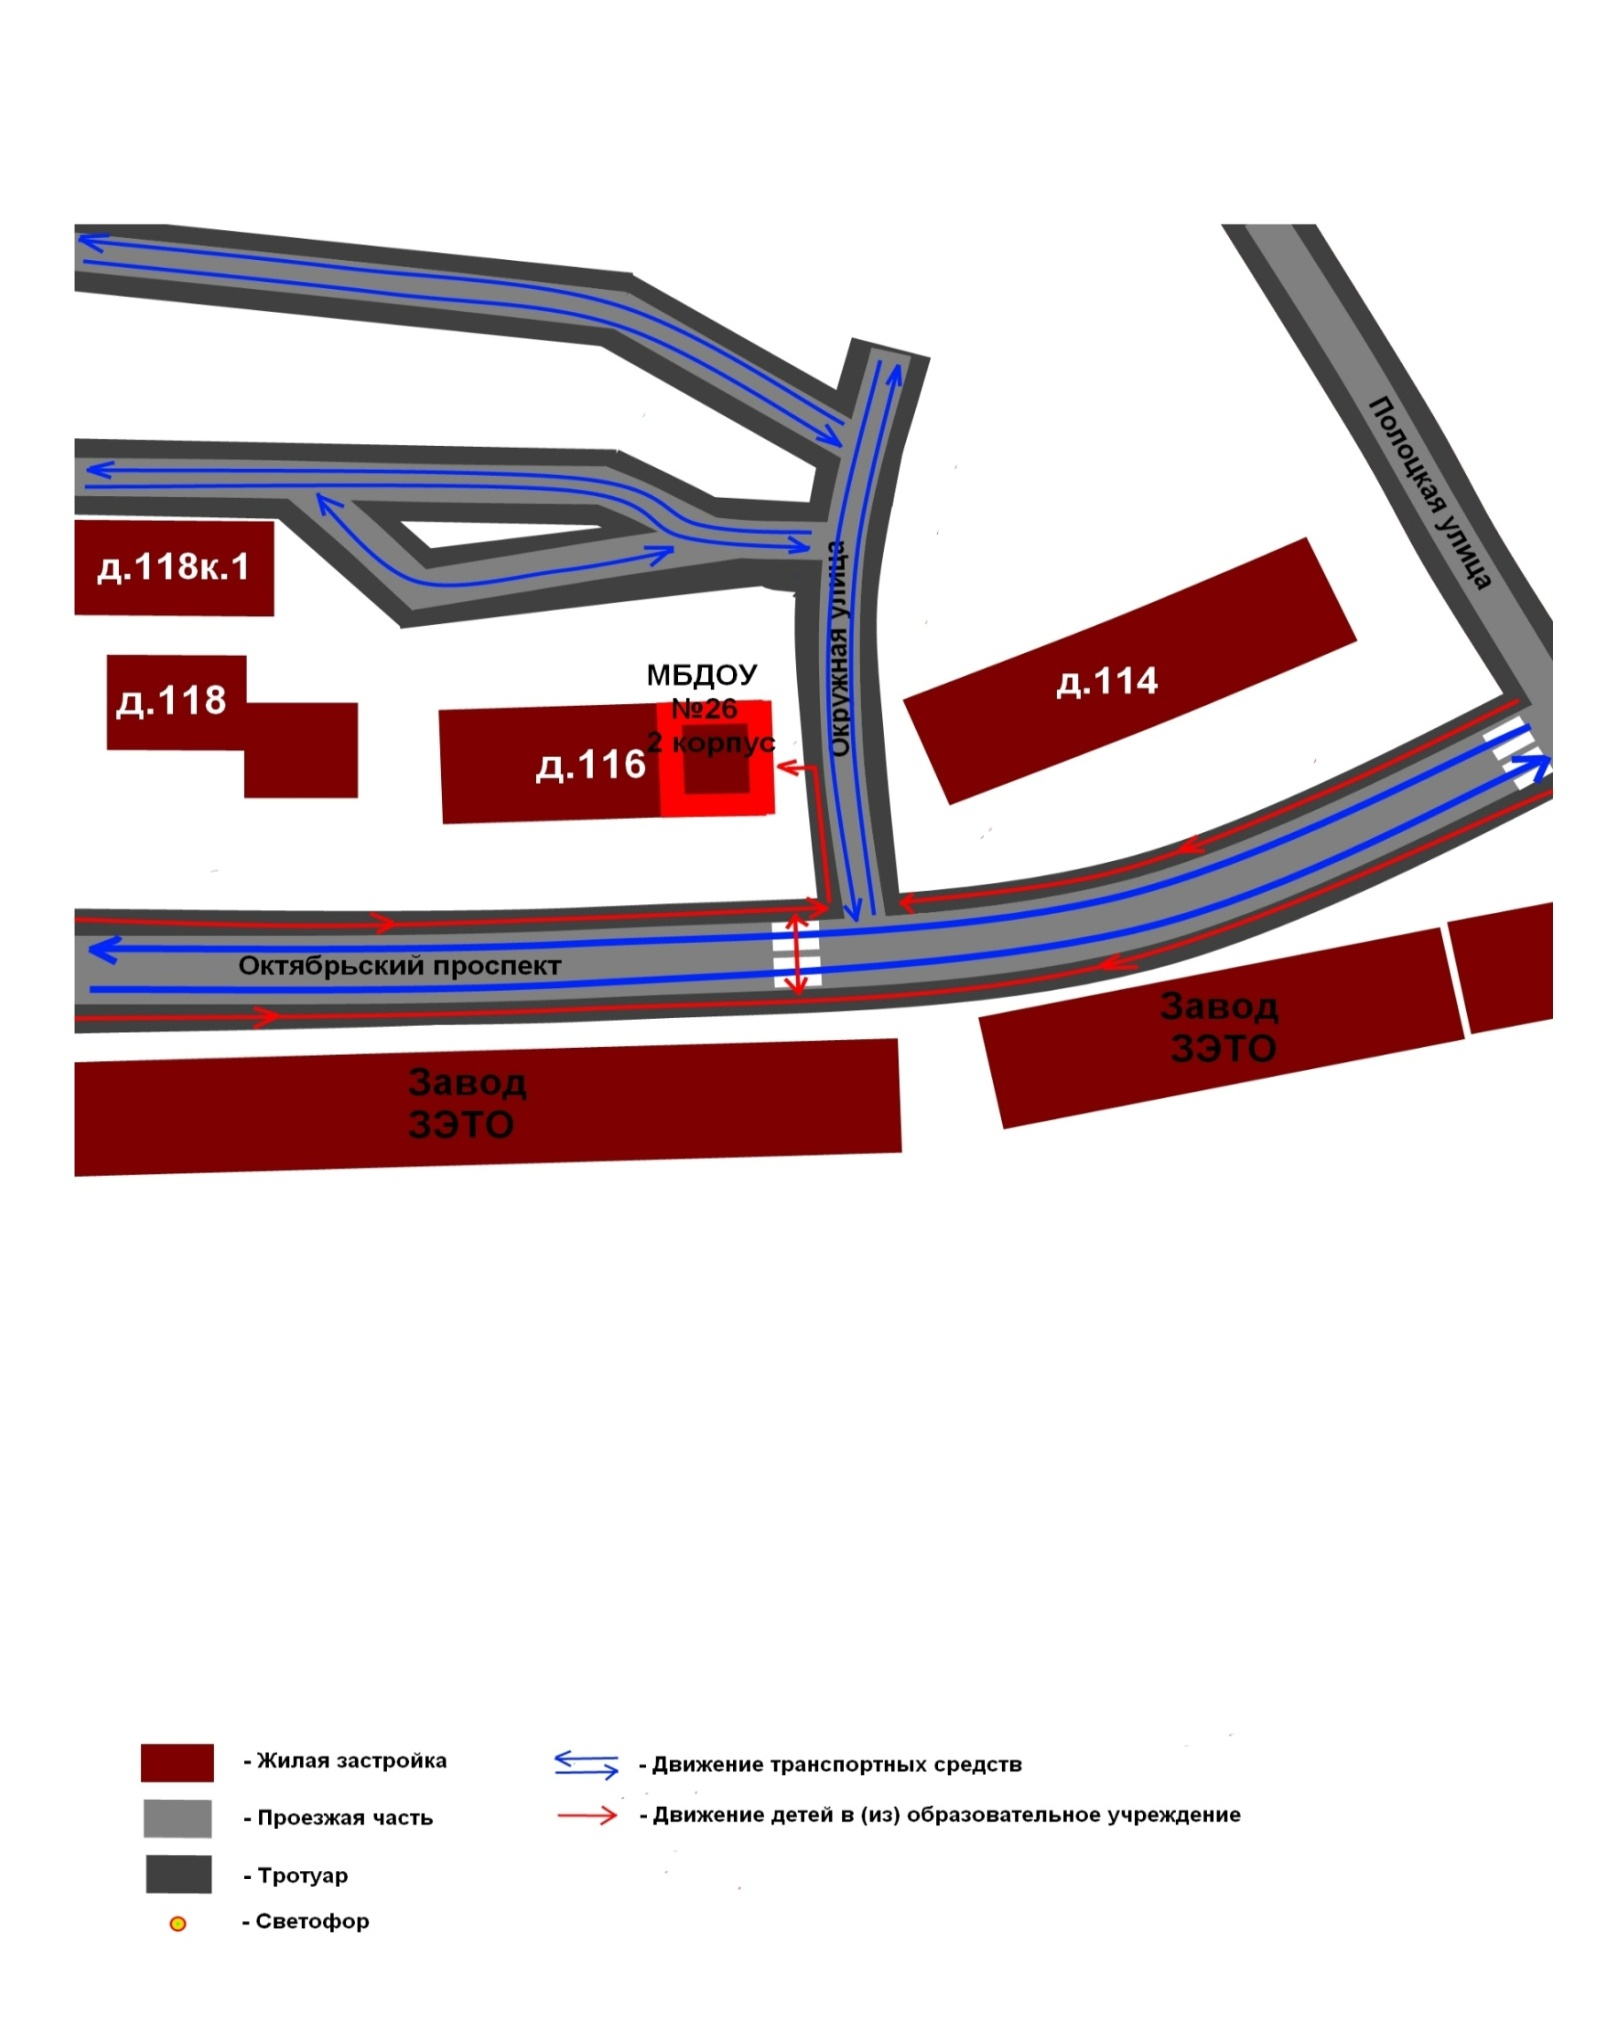 Полоцкая улица
д.118к.1
Окружная улица
МБДОУ
№26
2 корпус
д.118
д.116
д.114
Октябрьский проспект
Завод
ЗЭТО
Завод
ЗЭТО
- Жилая застройка
- Проезжая часть
- Тротуар
- Светофор
- Движение транспортных средств
- Движение детей в (из) образовательное учреждение